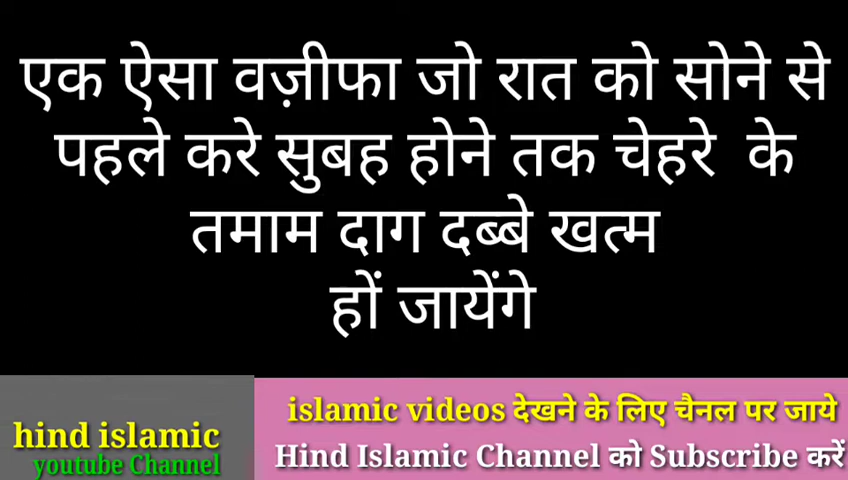 एक ऐसा वज़ीफा जो रात को सोने से
पहले करे सुबह होने तक चेहरे के
तमाम दाग दब्बे खत्म
हों जायेंगे
hind islamic
youtube Channel
islamic videos देखने के लिए चैनल पर जाये
Hind Islamic Channel को Subscribe करें